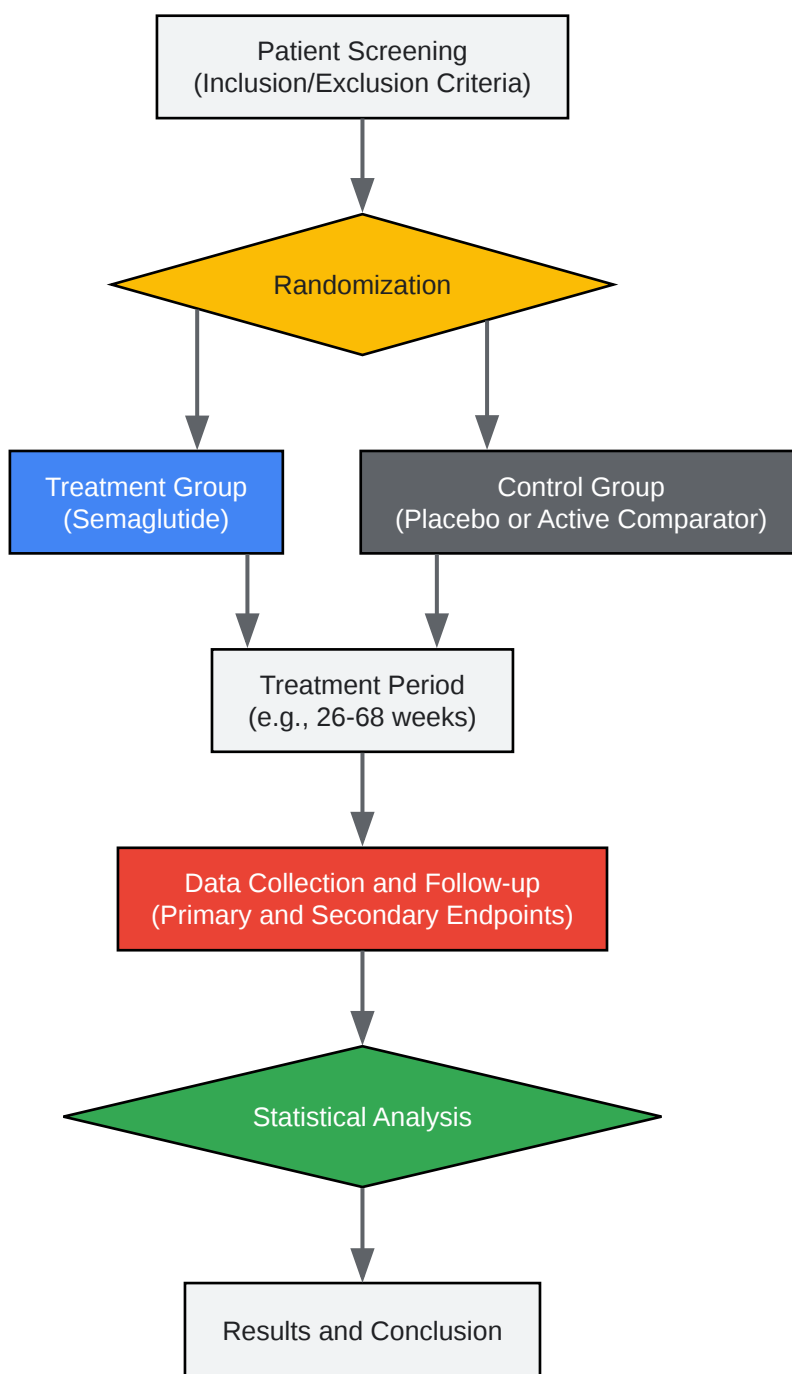 Patient Screening
(Inclusion/Exclusion Criteria)
Randomization
Treatment Group
(Semaglutide)
Control Group
(Placebo or Active Comparator)
Treatment Period
(e.g., 26-68 weeks)
Data Collection and Follow-up
(Primary and Secondary Endpoints)
Statistical Analysis
Results and Conclusion